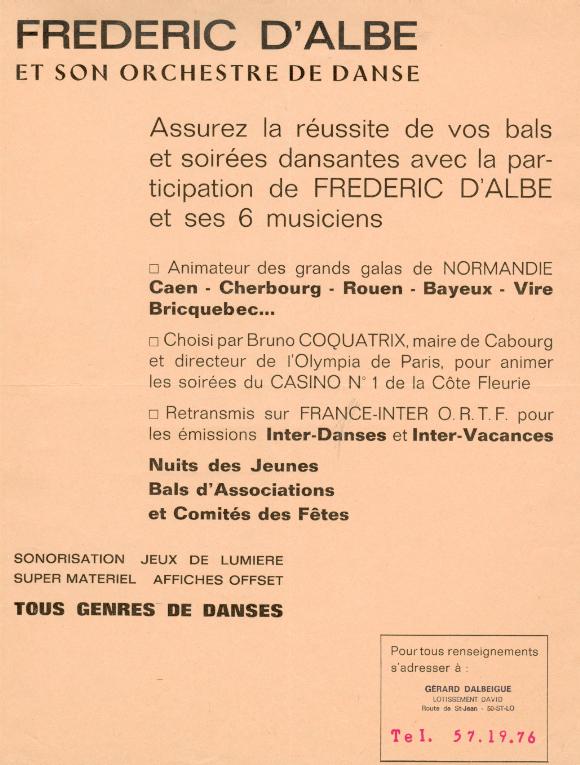 FREDERIC D'ALBE
ET SON ORCHESTRE DE DANSE
Assurez la réussite de vos bals
et soirées dansantes avec la par-
ticipation de FREDERIC D'ALBE
et ses 6 musiciens
□ Animateur des grands galas de NORMANDIE
Caen - Cherbourg - Rouen - Bayeux - Vire
Bricquebec...
□ Choisi par Bruno COQUATRIX, maire de Cabourg
et directeur de l'Olympia de Paris, pour animer
les soirées du CASINO N° 1 de la Côte Fleurie
□ Retransmis sur FRANCE-INTER O.R.T.F. pour
les émissions Inter-Danses et Inter-Vacances
Nuits des Jeunes
Bals d'Associations
et Comités des Fêtes
SONORISATION JEUX DE LUMIERE
SUPER MATERIEL AFFICHES OFFSET
TOUS GENRES DE DANSES
Pour tous renseignements
s'adresser à :
GÉRARD DALBEIGUE
LOTISSEMENT DAVID
Route de St-Jean - 50-ST-LO
Tel. 57.19.76